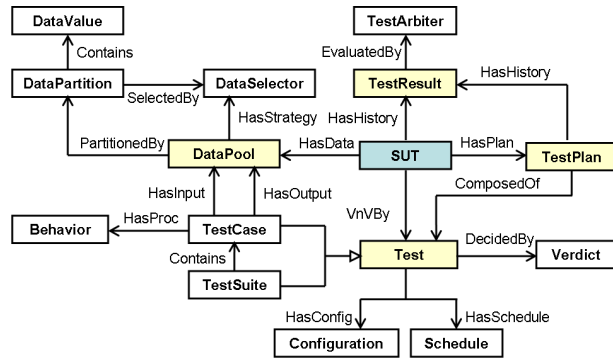 DataValue
TestArbiter
Contains
EvaluatedBy
DataPartition
DataSelector
TestResult
HasHistory
SelectedBy
HasStrategy
HasHistory
PartitionedBy
HasData
HasPlan
DataPool
SUT
TestPlan
HasInput
HasOutput
ComposedOf
VnVBy
HasProc
Behavior
TestCase
Contains
DecidedBy
Test
Verdict
TestSuite
HasConfig
HasSchedule
Configuration
Schedule